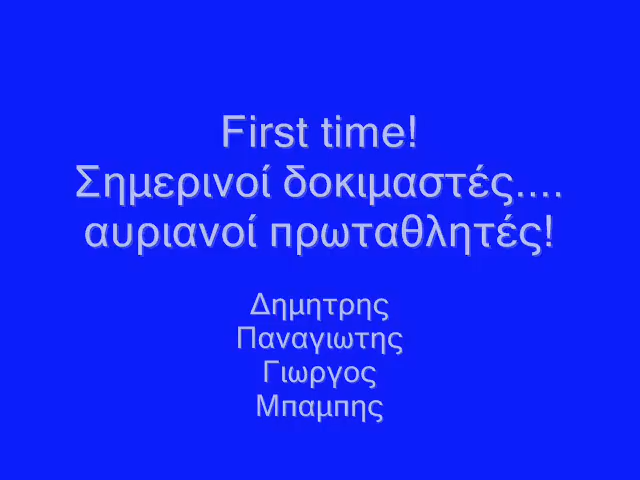 First time!
Σημερινοί δοκιμαστές....
αυριανοί πρωταθλητές!
Δημητρης
Παναγιωτης
Γιωργος
Μπαμπης